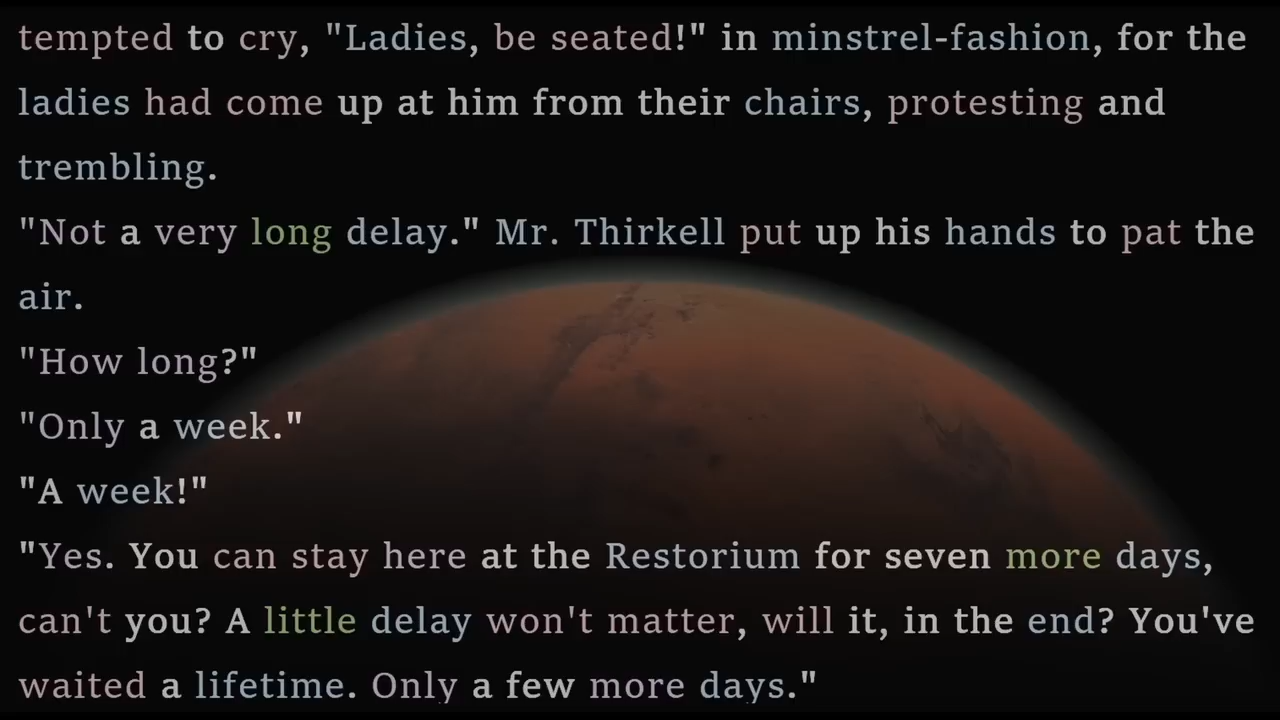 tempted to cry, "Ladies, be seated!" in minstrel-fashion, for the
ladies had come up at him from their chairs, protesting and
trembling.
"Not a very long delay." Mr. Thirkell put up his hands to pat the
air.
"How long?"
"Only a week."
"A week!"
"Yes. You can stay here at the Restorium for seven more days,
can't you? A little delay won't matter, will it, in the end? You've
waited a lifetime. Only a few more days."